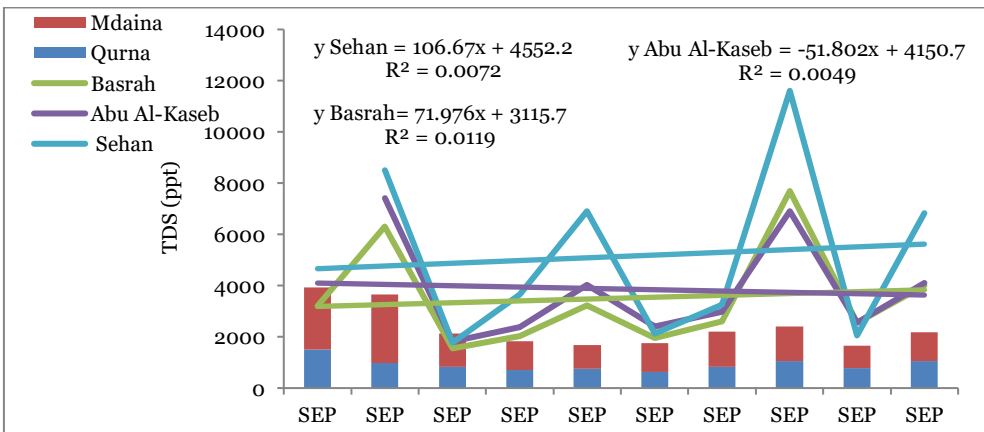 Mdaina
Qurna
Basrah
Abu Al-Kaseb
Sehan
TDS (ppt)
14000
12000
10000
8000
6000
4000
2000
0
y Sehan = 106.67x + 4552.2
R² = 0.0072
y Abu Al-Kaseb = -51.802x + 4150.7
R² = 0.0049
y Basrah= 71.976x + 3115.7
R² = 0.0119
SEP SEP SEP SEP SEP SEP SEP SEP SEP SEP